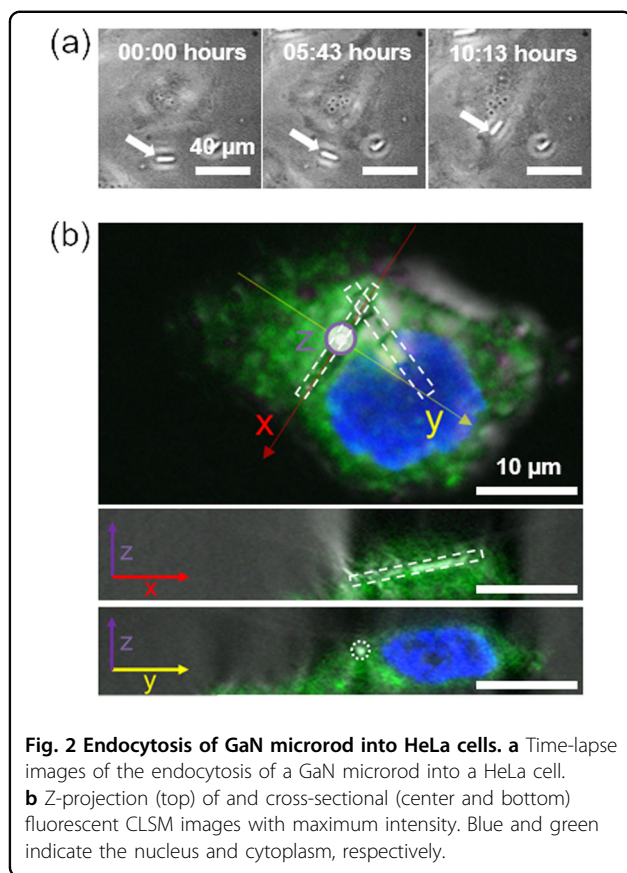 (a)
00:00 hours
05:43 hours
10:13 hours
40 µm
(b)
z
x
y
10 µm
z
x
z
y
Fig. 2 Endocytosis of GaN microrod into HeLa cells. a Time-lapse
images of the endocytosis of a GaN microrod into a HeLa cell.
b Z-projection (top) of and cross-sectional (center and bottom)
fluorescent CLSM images with maximum intensity. Blue and green
indicate the nucleus and cytoplasm, respectively.